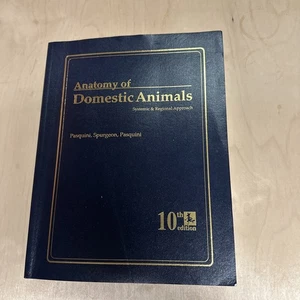 Anatomy of
Domestic Animals
Systemic & Regional Approach
Pasquini, Spurgeon, Pasquini
10th
edition